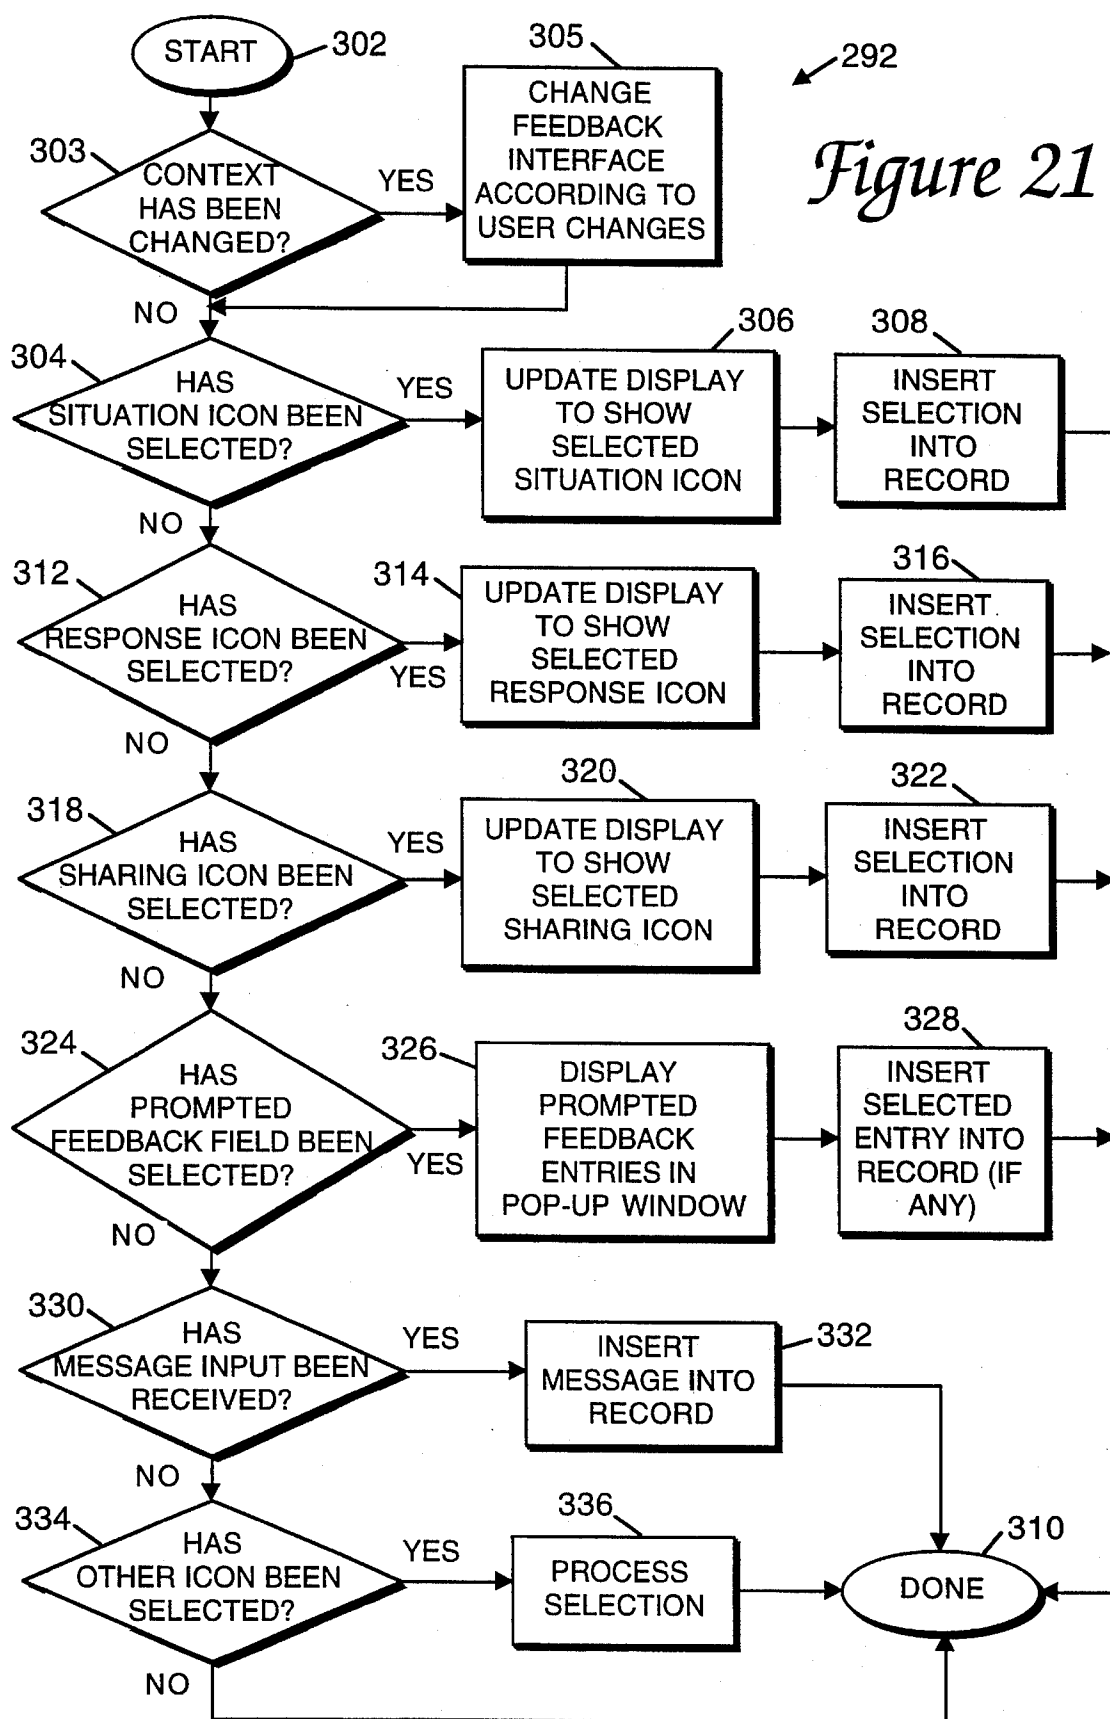 START
302
305
292
CHANGE
FEEDBACK
INTERFACE
ACCORDING TO
USER CHANGES
Figure 21
303
CONTEXT
HAS BEEN
CHANGED?
YES
NO
304
HAS
SITUATION ICON BEEN
SELECTED?
YES
306
UPDATE DISPLAY
TO SHOW
SELECTED
SITUATION ICON
308
INSERT
SELECTION
INTO
RECORD
NO
312
HAS
RESPONSE ICON BEEN
SELECTED?
YES
314
UPDATE DISPLAY
TO SHOW
SELECTED
RESPONSE ICON
316
INSERT
SELECTION
INTO
RECORD
NO
318
HAS
SHARING ICON BEEN
SELECTED?
YES
320
UPDATE DISPLAY
TO SHOW
SELECTED
SHARING ICON
322
INSERT
SELECTION
INTO
RECORD
NO
324
HAS
PROMPTED
FEEDBACK FIELD BEEN
SELECTED?
YES
326
DISPLAY
PROMPTED
FEEDBACK
ENTRIES IN
POP-UP WINDOW
328
INSERT
SELECTED
ENTRY INTO
RECORD (IF
ANY)
NO
330
HAS
MESSAGE INPUT BEEN
RECEIVED?
YES
INSERT
MESSAGE INTO
RECORD
332
NO
334
HAS
OTHER ICON BEEN
SELECTED?
YES
336
PROCESS
SELECTION
310
DONE
NO